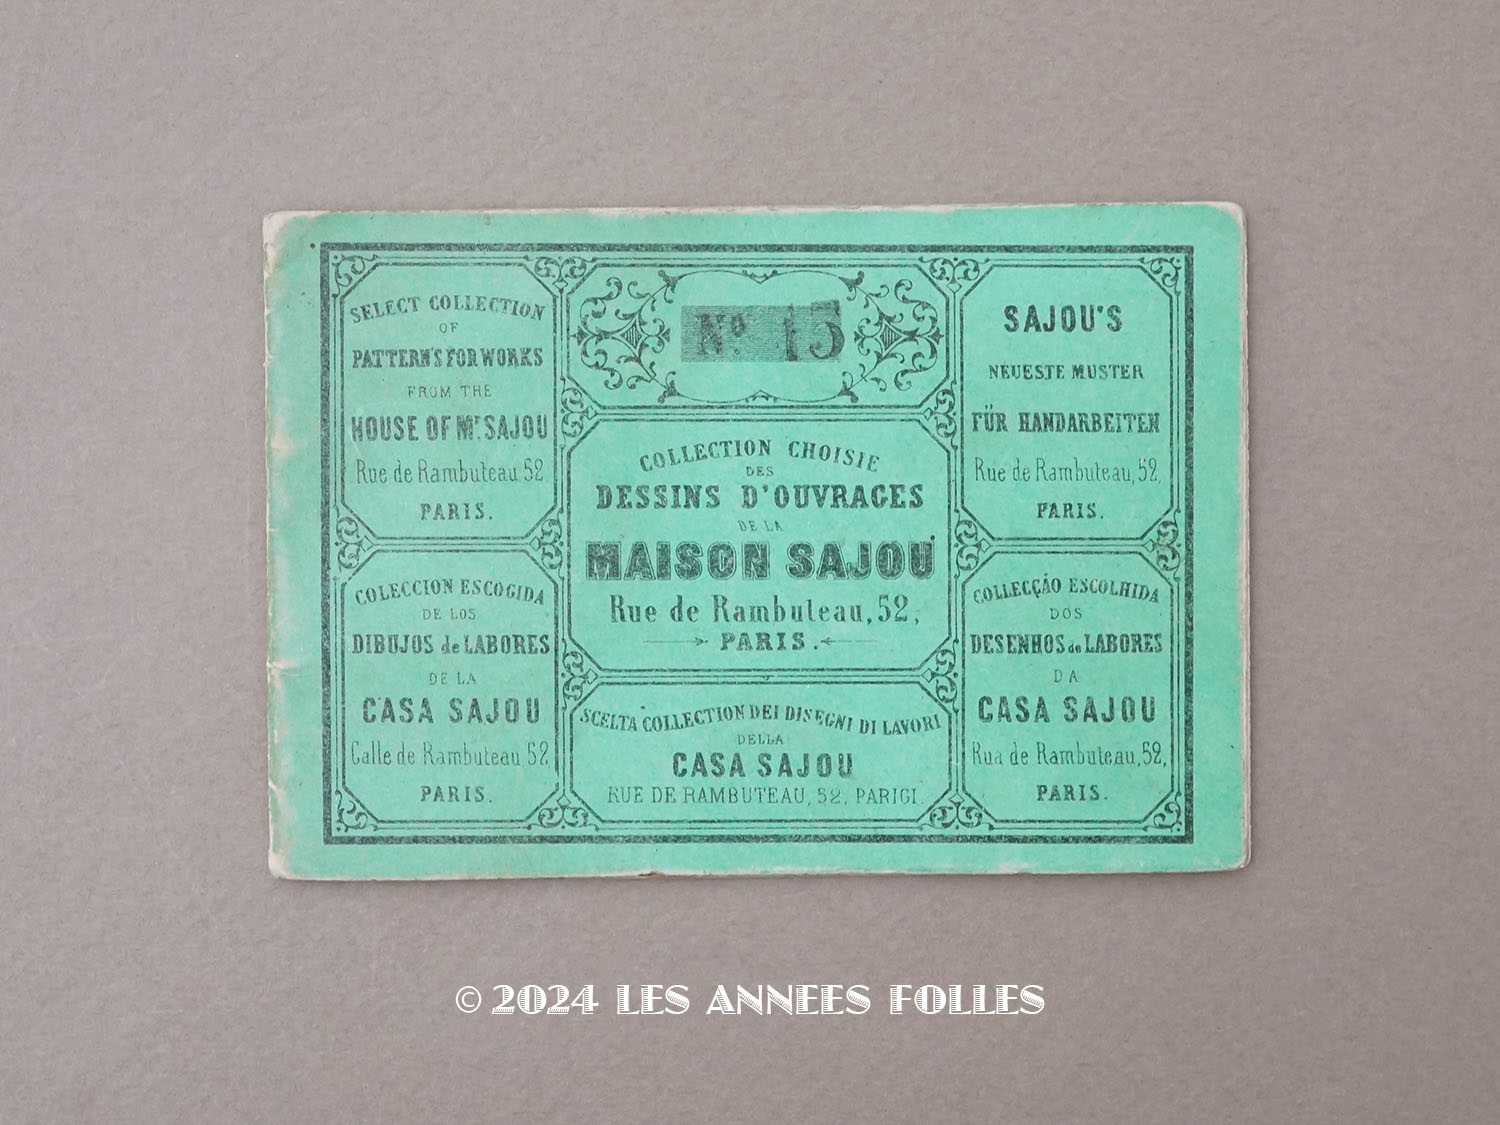 SELECT COLLECTION
OF
PATTERN'S FOR WORKS
FROM THE
HOUSE OF Mr. SAJOU
Rue de Rambuteau, 52
PARIS.
No 13
SAJOU'S
NEUESTE MUSTER
FÜR HANDARBEITEN
Rue de Rambuteau, 52,
PARIS.
COLLECTION CHOISIE
DES
DESSINS D'OUVRAGES
DE LA
MAISON SAJOU
Rue de Rambuteau, 52,
PARIS.
COLECCION ESCOGIDA
DE LOS
DIBUJOS de LABORES
DE LA
CASA SAJOU
Calle de Rambuteau, 52,
PARIS.
SCELTA COLLECTION DEI DISEGNI DI LAVORI
DELLA
CASA SAJOU
RUE DE RAMBUTEAU, 52, PARIGI.
COLLECÇÃO ESCOLHIDA
DOS
DESENHOS de LABORES
DA
CASA SAJOU
Rua de Rambuteau, 52,
PARIS.
© 2024 LES ANNEES FOLLES